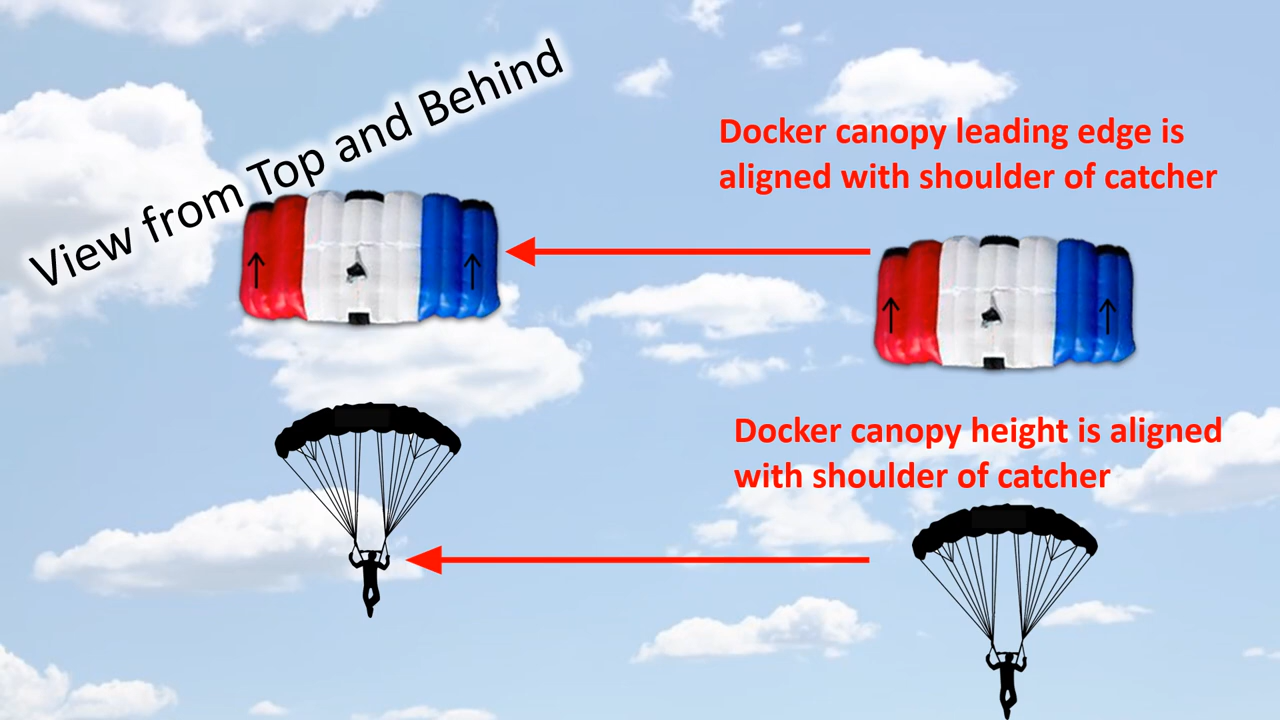 View from Top and Behind
Docker canopy leading edge is
aligned with shoulder of catcher
Docker canopy height is aligned
with shoulder of catcher